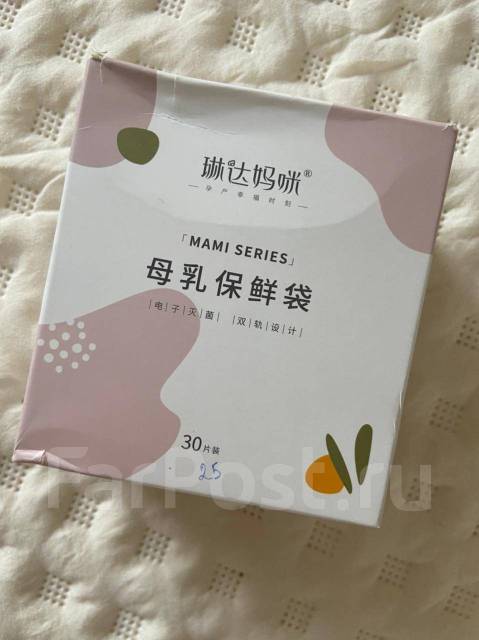 琳达妈咪®
孕产幸福时刻
「MAMI SERIES」
母乳保鲜袋
|电|子|灭|菌| |双|轨|设|计|
30片装
25
FarPost.ru